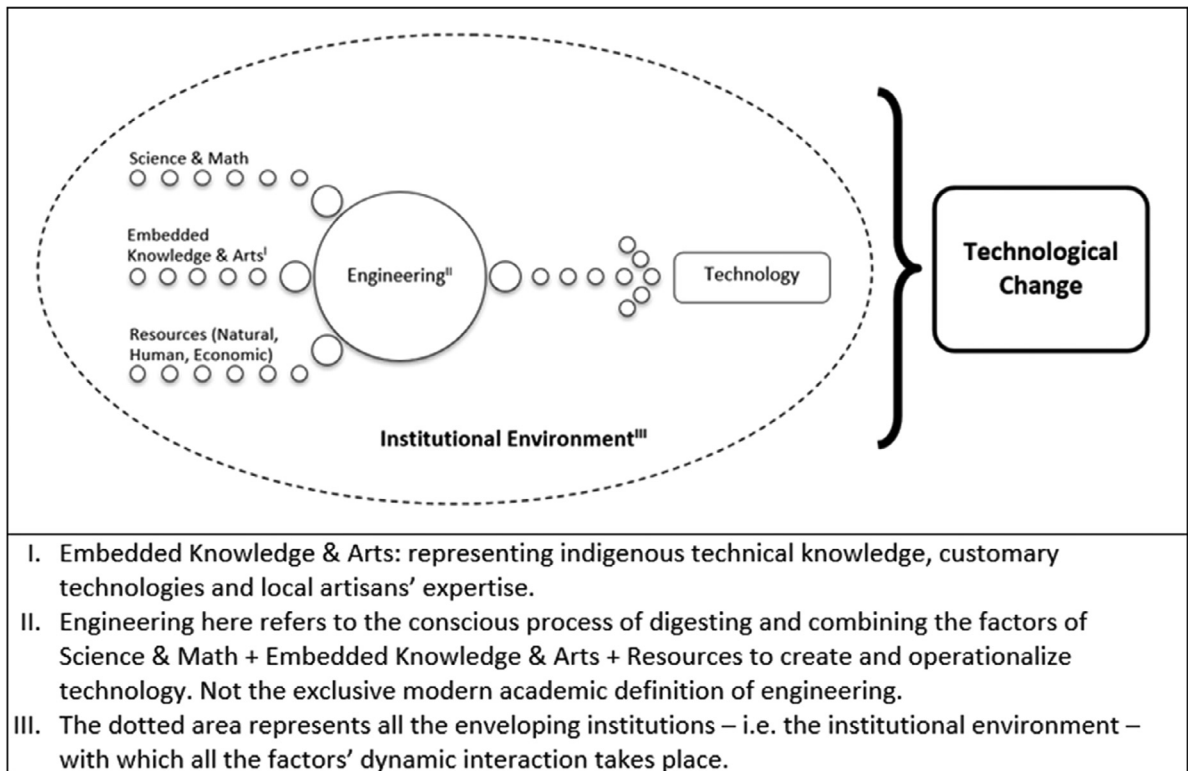 Science & Math
Embedded
Knowledge & Arts^I
Engineering^II
Technology
Resources (Natural,
Human, Economic)
Institutional Environment^III
Technological
Change
I. Embedded Knowledge & Arts: representing indigenous technical knowledge, customary
technologies and local artisans’ expertise.
II. Engineering here refers to the conscious process of digesting and combining the factors of
Science & Math + Embedded Knowledge & Arts + Resources to create and operationalize
technology. Not the exclusive modern academic definition of engineering.
III. The dotted area represents all the enveloping institutions – i.e. the institutional environment –
with which all the factors’ dynamic interaction takes place.